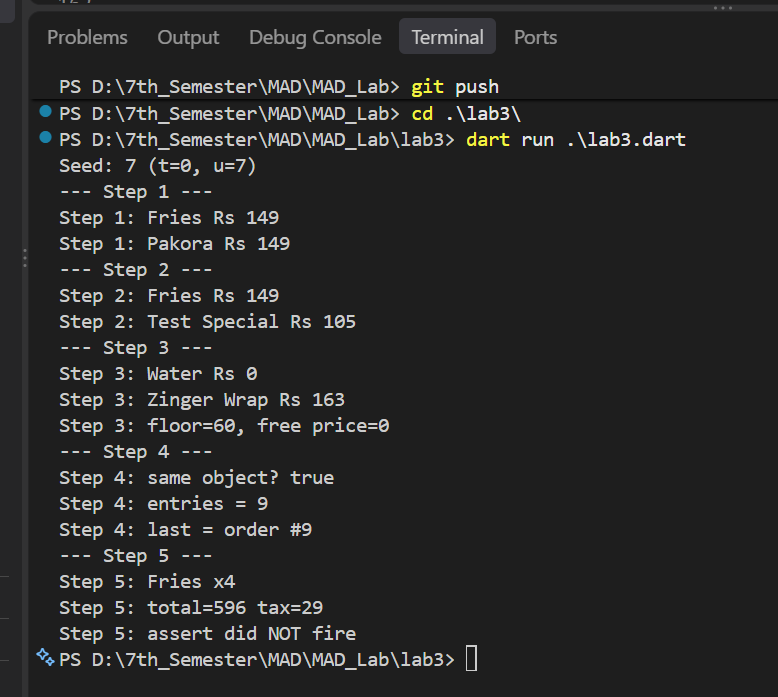 Problems Output Debug Console Terminal Ports
PS D:\7th_Semester\MAD\MAD_Lab> git push
PS D:\7th_Semester\MAD\MAD_Lab> cd .\lab3\
PS D:\7th_Semester\MAD\MAD_Lab\lab3> dart run .\lab3.dart
Seed: 7 (t=0, u=7)
--- Step 1 ---
Step 1: Fries Rs 149
Step 1: Pakora Rs 149
--- Step 2 ---
Step 2: Fries Rs 149
Step 2: Test Special Rs 105
--- Step 3 ---
Step 3: Water Rs 0
Step 3: Zinger Wrap Rs 163
Step 3: floor=60, free price=0
--- Step 4 ---
Step 4: same object? true
Step 4: entries = 9
Step 4: last = order #9
--- Step 5 ---
Step 5: Fries x4
Step 5: total=596 tax=29
Step 5: assert did NOT fire
PS D:\7th_Semester\MAD\MAD_Lab\lab3>